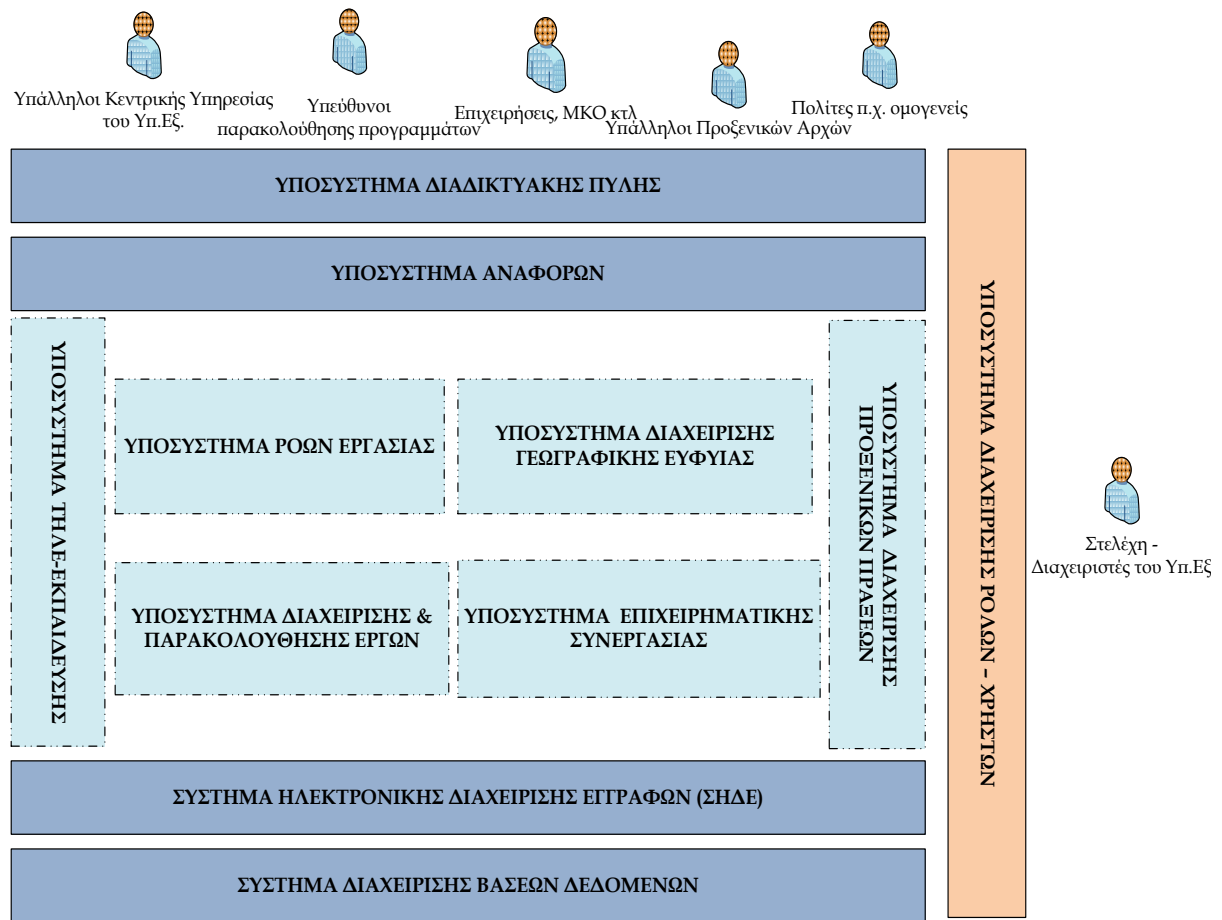 Υπάλληλοι Κεντρικής Υπηρεσίας
του Υπ.Εξ.
Υπεύθυνοι
παρακολούθησης προγραμμάτων
Επιχειρήσεις, ΜΚΟ κτλ
Υπάλληλοι Προξενικών Αρχών
Πολίτες π.χ. ομογενείς
ΥΠΟΣΥΣΤΗΜΑ ΔΙΑΔΙΚΤΥΑΚΗΣ ΠΥΛΗΣ
ΥΠΟΣΥΣΤΗΜΑ ΑΝΑΦΟΡΩΝ
ΥΠΟΣΥΣΤΗΜΑ ΤΗΛΕ-ΕΚΠΑΙΔΕΥΣΗΣ
ΥΠΟΣΥΣΤΗΜΑ ΡΟΩΝ ΕΡΓΑΣΙΑΣ
ΥΠΟΣΥΣΤΗΜΑ ΔΙΑΧΕΙΡΙΣΗΣ
ΓΕΩΓΡΑΦΙΚΗΣ ΕΥΦΥΙΑΣ
ΥΠΟΣΥΣΤΗΜΑ ΔΙΑΧΕΙΡΙΣΗΣ &
ΠΑΡΑΚΟΛΟΥΘΗΣΗΣ ΕΡΓΩΝ
ΥΠΟΣΥΣΤΗΜΑ ΕΠΙΧΕΙΡΗΜΑΤΙΚΗΣ
ΣΥΝΕΡΓΑΣΙΑΣ
ΥΠΟΣΥΣΤΗΜΑ ΔΙΑΧΕΙΡΙΣΗΣ
ΠΡΟΞΕΝΙΚΩΝ ΠΡΑΞΕΩΝ
ΥΠΟΣΥΣΤΗΜΑ ΔΙΑΧΕΙΡΙΣΗΣ ΡΟΛΩΝ – ΧΡΗΣΤΩΝ
Στελέχη -
Διαχειριστές του Υπ.Εξ
ΣΥΣΤΗΜΑ ΗΛΕΚΤΡΟΝΙΚΗΣ ΔΙΑΧΕΙΡΙΣΗΣ ΕΓΓΡΑΦΩΝ (ΣΗΔΕ)
ΣΥΣΤΗΜΑ ΔΙΑΧΕΙΡΙΣΗΣ ΒΑΣΕΩΝ ΔΕΔΟΜΕΝΩΝ